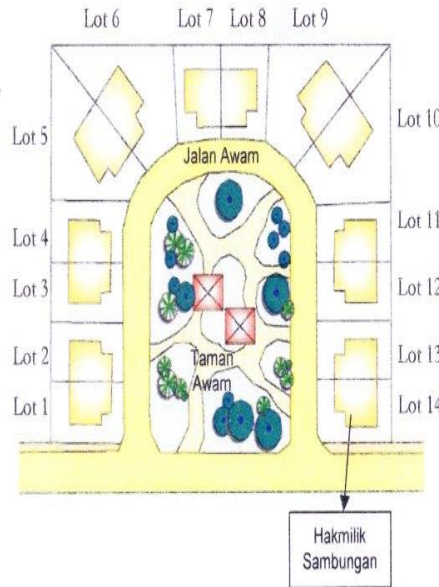 Lot 6
Lot 7
Lot 8
Lot 9
Lot 5
Lot 10
Jalan Awam
Lot 4
Lot 11
Lot 3
Lot 12
Lot 2
Lot 13
Taman
Awam
Lot 1
Lot 14
Hakmilik
Sambungan